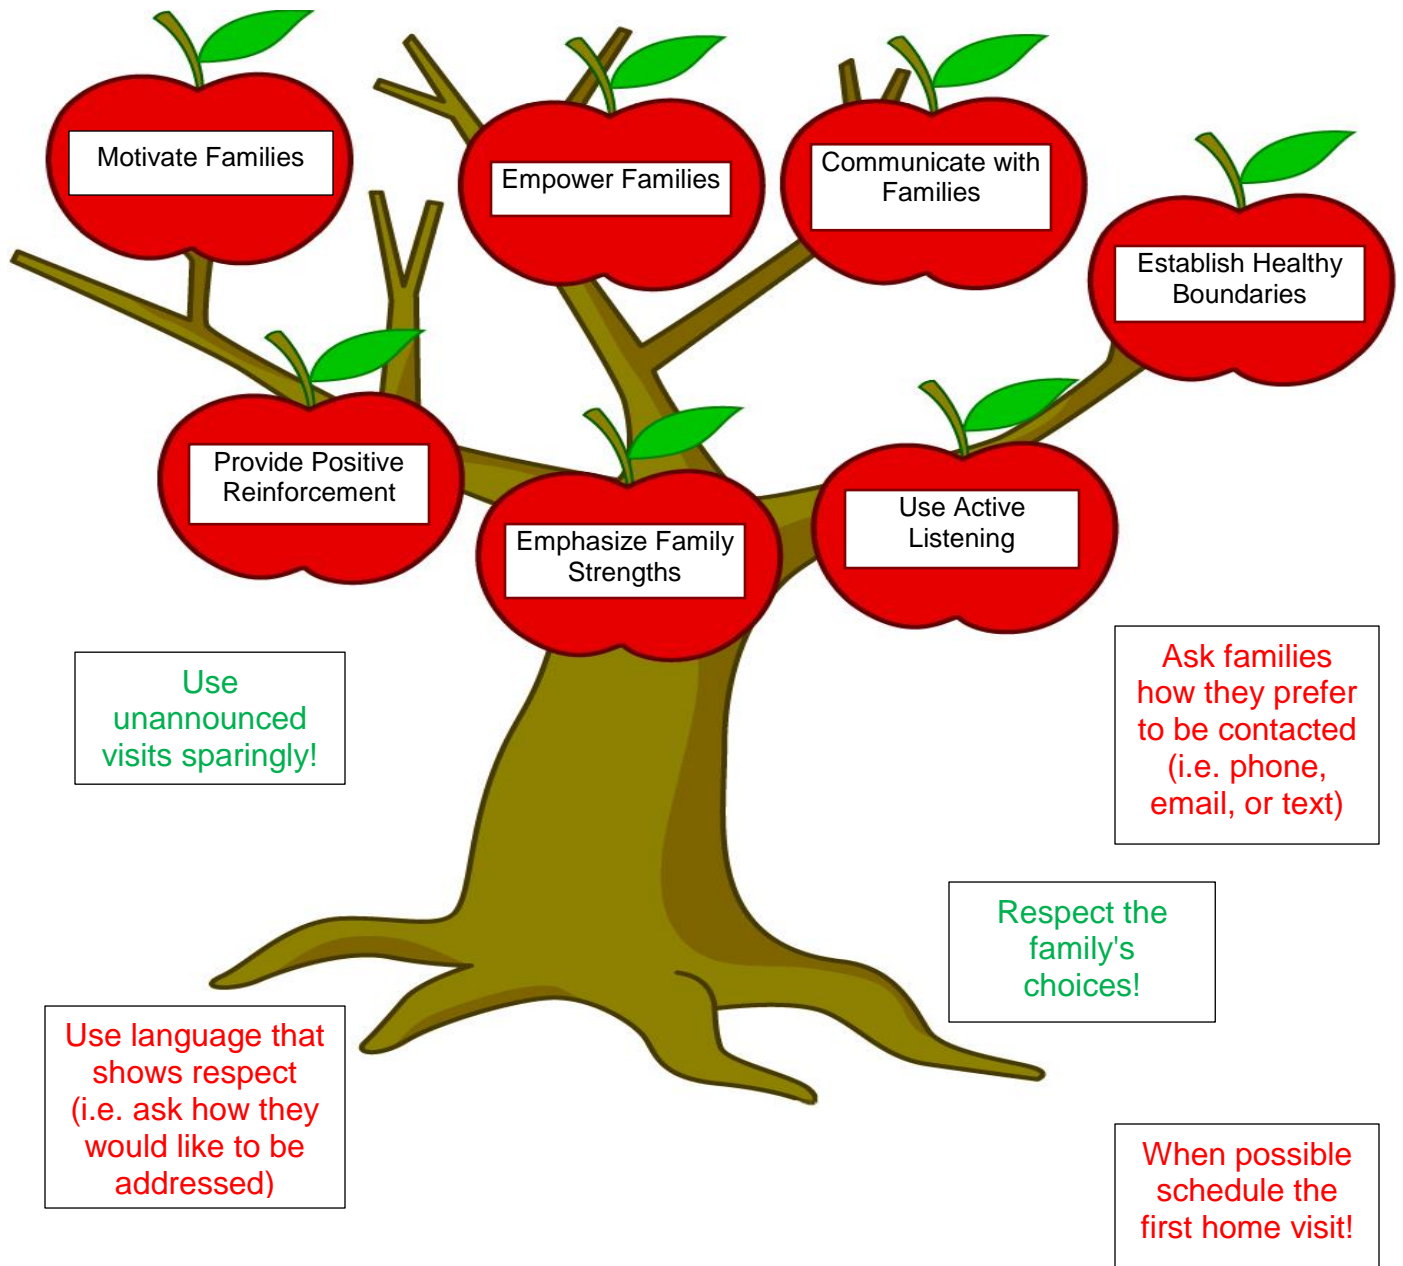 Motivate Families
Empower Families
Communicate with
Families
Establish Healthy
Boundaries
Provide Positive
Reinforcement
Emphasize Family
Strengths
Use Active
Listening
Use
unannounced
visits sparingly!
Ask families
how they prefer
to be contacted
(i.e. phone,
email, or text)
Respect the
family's
choices!
Use language that
shows respect
(i.e. ask how they
would like to be
addressed)
When possible
schedule the
first home visit!